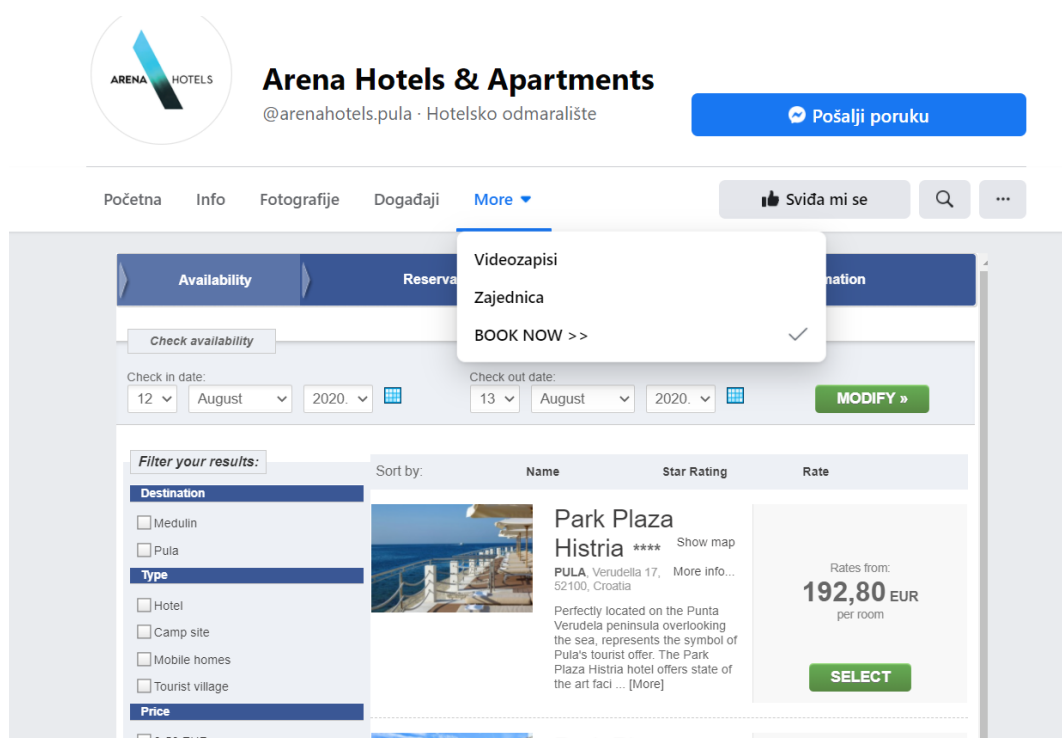 ARENA HOTELS
Arena Hotels & Apartments
@arenahotels.pula · Hotelsko odmaralište
Pošalji poruku
Početna Info Fotografije Događaji More
Sviđa mi se
Videozapisi
Zajednica
BOOK NOW >>
Availability
Reserva
mation
Check availability
Check in date:
12 August 2020.
Check out date:
13 August 2020.
MODIFY »
Filter your results:
Destination
Medulin
Pula
Type
Hotel
Camp site
Mobile homes
Tourist village
Price
Sort by: Name Star Rating Rate
Park Plaza
Histria ****
Show map
PULA, Verudella 17,
52100, Croatia
More info...
Perfectly located on the Punta
Verudela peninsula overlooking
the sea, represents the symbol of
Pula's tourist offer. The Park
Plaza Histria hotel offers state of
the art faci ... [More]
Rates from:
192,80 EUR
per room
SELECT